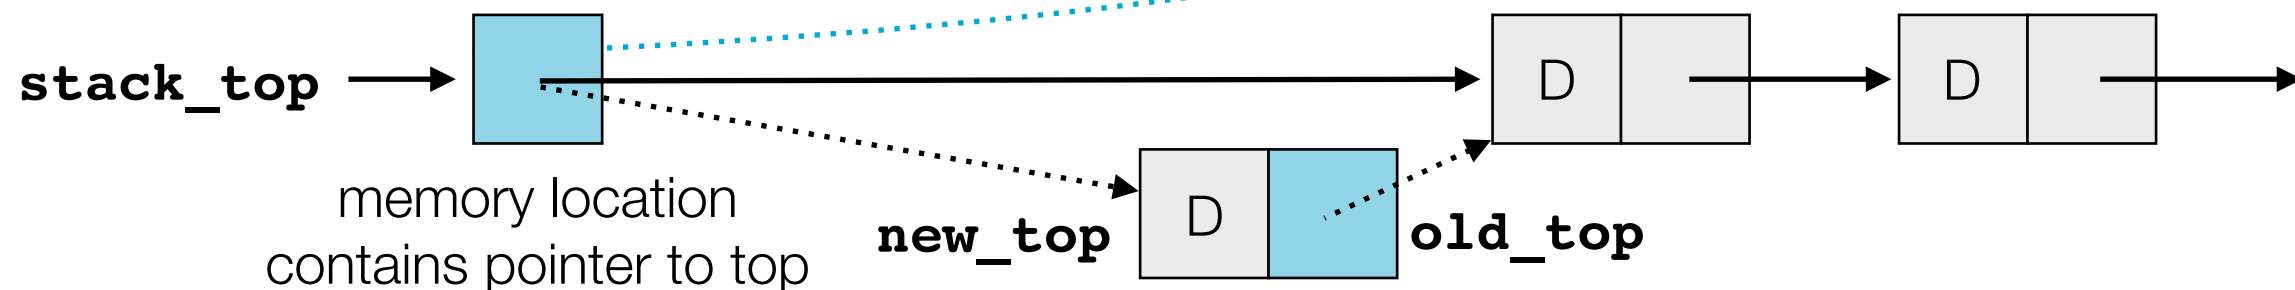 stack_top
D
D
memory location
contains pointer to top
new_top
D
old_top